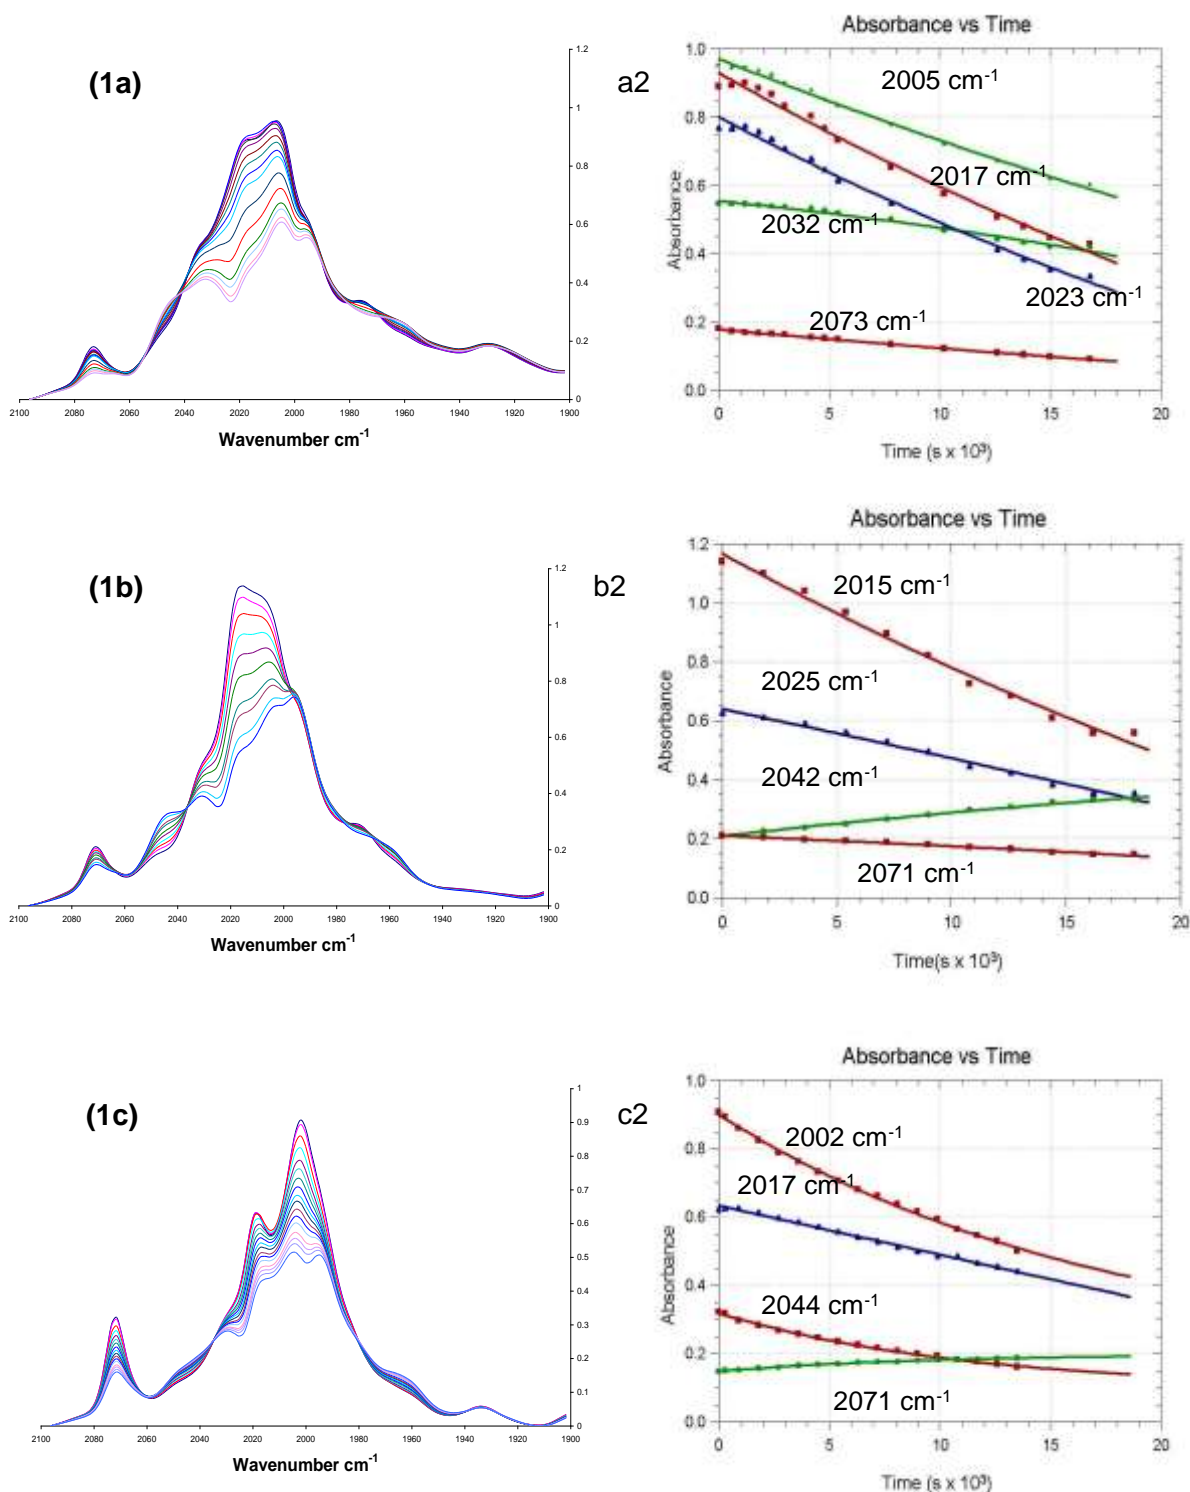 (1a)
1.2
1
0.8
0.6
0.4
0.2
0
2100 2080 2060 2040 2020 2000 1980 1960 1940 1920 1900
Wavenumber cm-1
a2
Absorbance vs Time
1.0
0.8
0.6
0.4
0.2
0.0
Absorbance
2005 cm-1
2017 cm-1
2032 cm-1
2023 cm-1
2073 cm-1
0 5 10 15 20
Time (s x 10³)
(1b)
1.2
1
0.8
0.6
0.4
0.2
0
2100 2080 2060 2040 2020 2000 1980 1960 1940 1920 1900
Wavenumber cm-1
b2
Absorbance vs Time
1.2
1.0
0.8
0.6
0.4
0.2
0.0
Absorbance
2015 cm-1
2025 cm-1
2042 cm-1
2071 cm-1
0 5 10 15 20
Time(s x 10³)
(1c)
1
0.9
0.8
0.7
0.6
0.5
0.4
0.3
0.2
0.1
0
2100 2080 2060 2040 2020 2000 1980 1960 1940 1920 1900
Wavenumber cm-1
c2
Absorbance vs Time
1.0
0.8
0.6
0.4
0.2
0.0
Absorbance
2002 cm-1
2017 cm-1
2044 cm-1
2071 cm-1
0 5 10 15 20
Time (s x 10³)